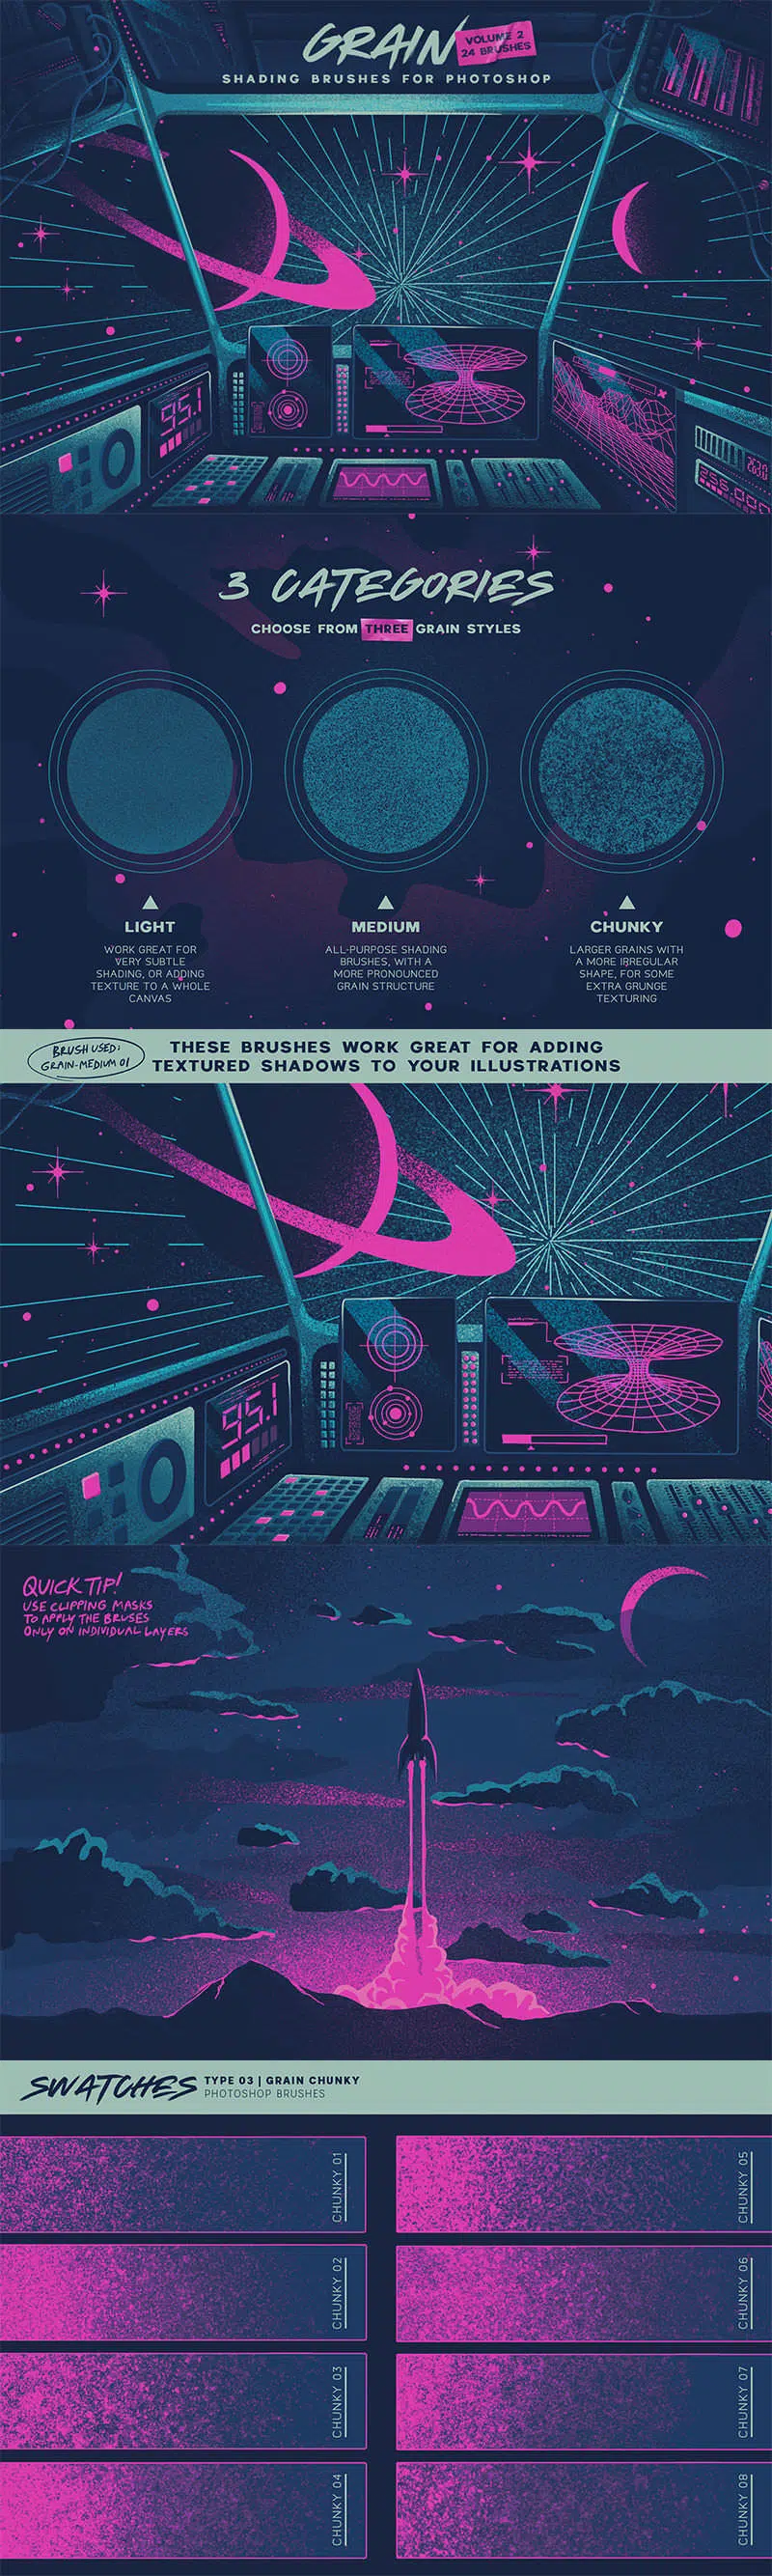 GRAIN
VOLUME 2
24 BRUSHES
SHADING BRUSHES FOR PHOTOSHOP
95.1
3 CATEGORIES
CHOOSE FROM THREE GRAIN STYLES
LIGHT
WORK GREAT FOR
VERY SUBTLE
SHADING, OR ADDING
TEXTURE TO A WHOLE
CANVAS
MEDIUM
ALL-PURPOSE SHADING
BRUSHES, WITH A
MORE PRONOUNCED
GRAIN STRUCTURE
CHUNKY
LARGER GRAINS WITH
A MORE IRREGULAR
SHAPE, FOR SOME
EXTRA GRUNGE
TEXTURING
BRUSH USED:
GRAIN-MEDIUM 01
THESE BRUSHES WORK GREAT FOR ADDING
TEXTURED SHADOWS TO YOUR ILLUSTRATIONS
95.1
QUICK TIP!
USE CLIPPING MASKS
TO APPLY THE BRUSES
ONLY ON INDIVIDUAL LAYERS
SWATCHES
TYPE 03 | GRAIN CHUNKY
PHOTOSHOP BRUSHES
CHUNKY 01
CHUNKY 05
CHUNKY 02
CHUNKY 06
CHUNKY 03
CHUNKY 07
CHUNKY 04
CHUNKY 08